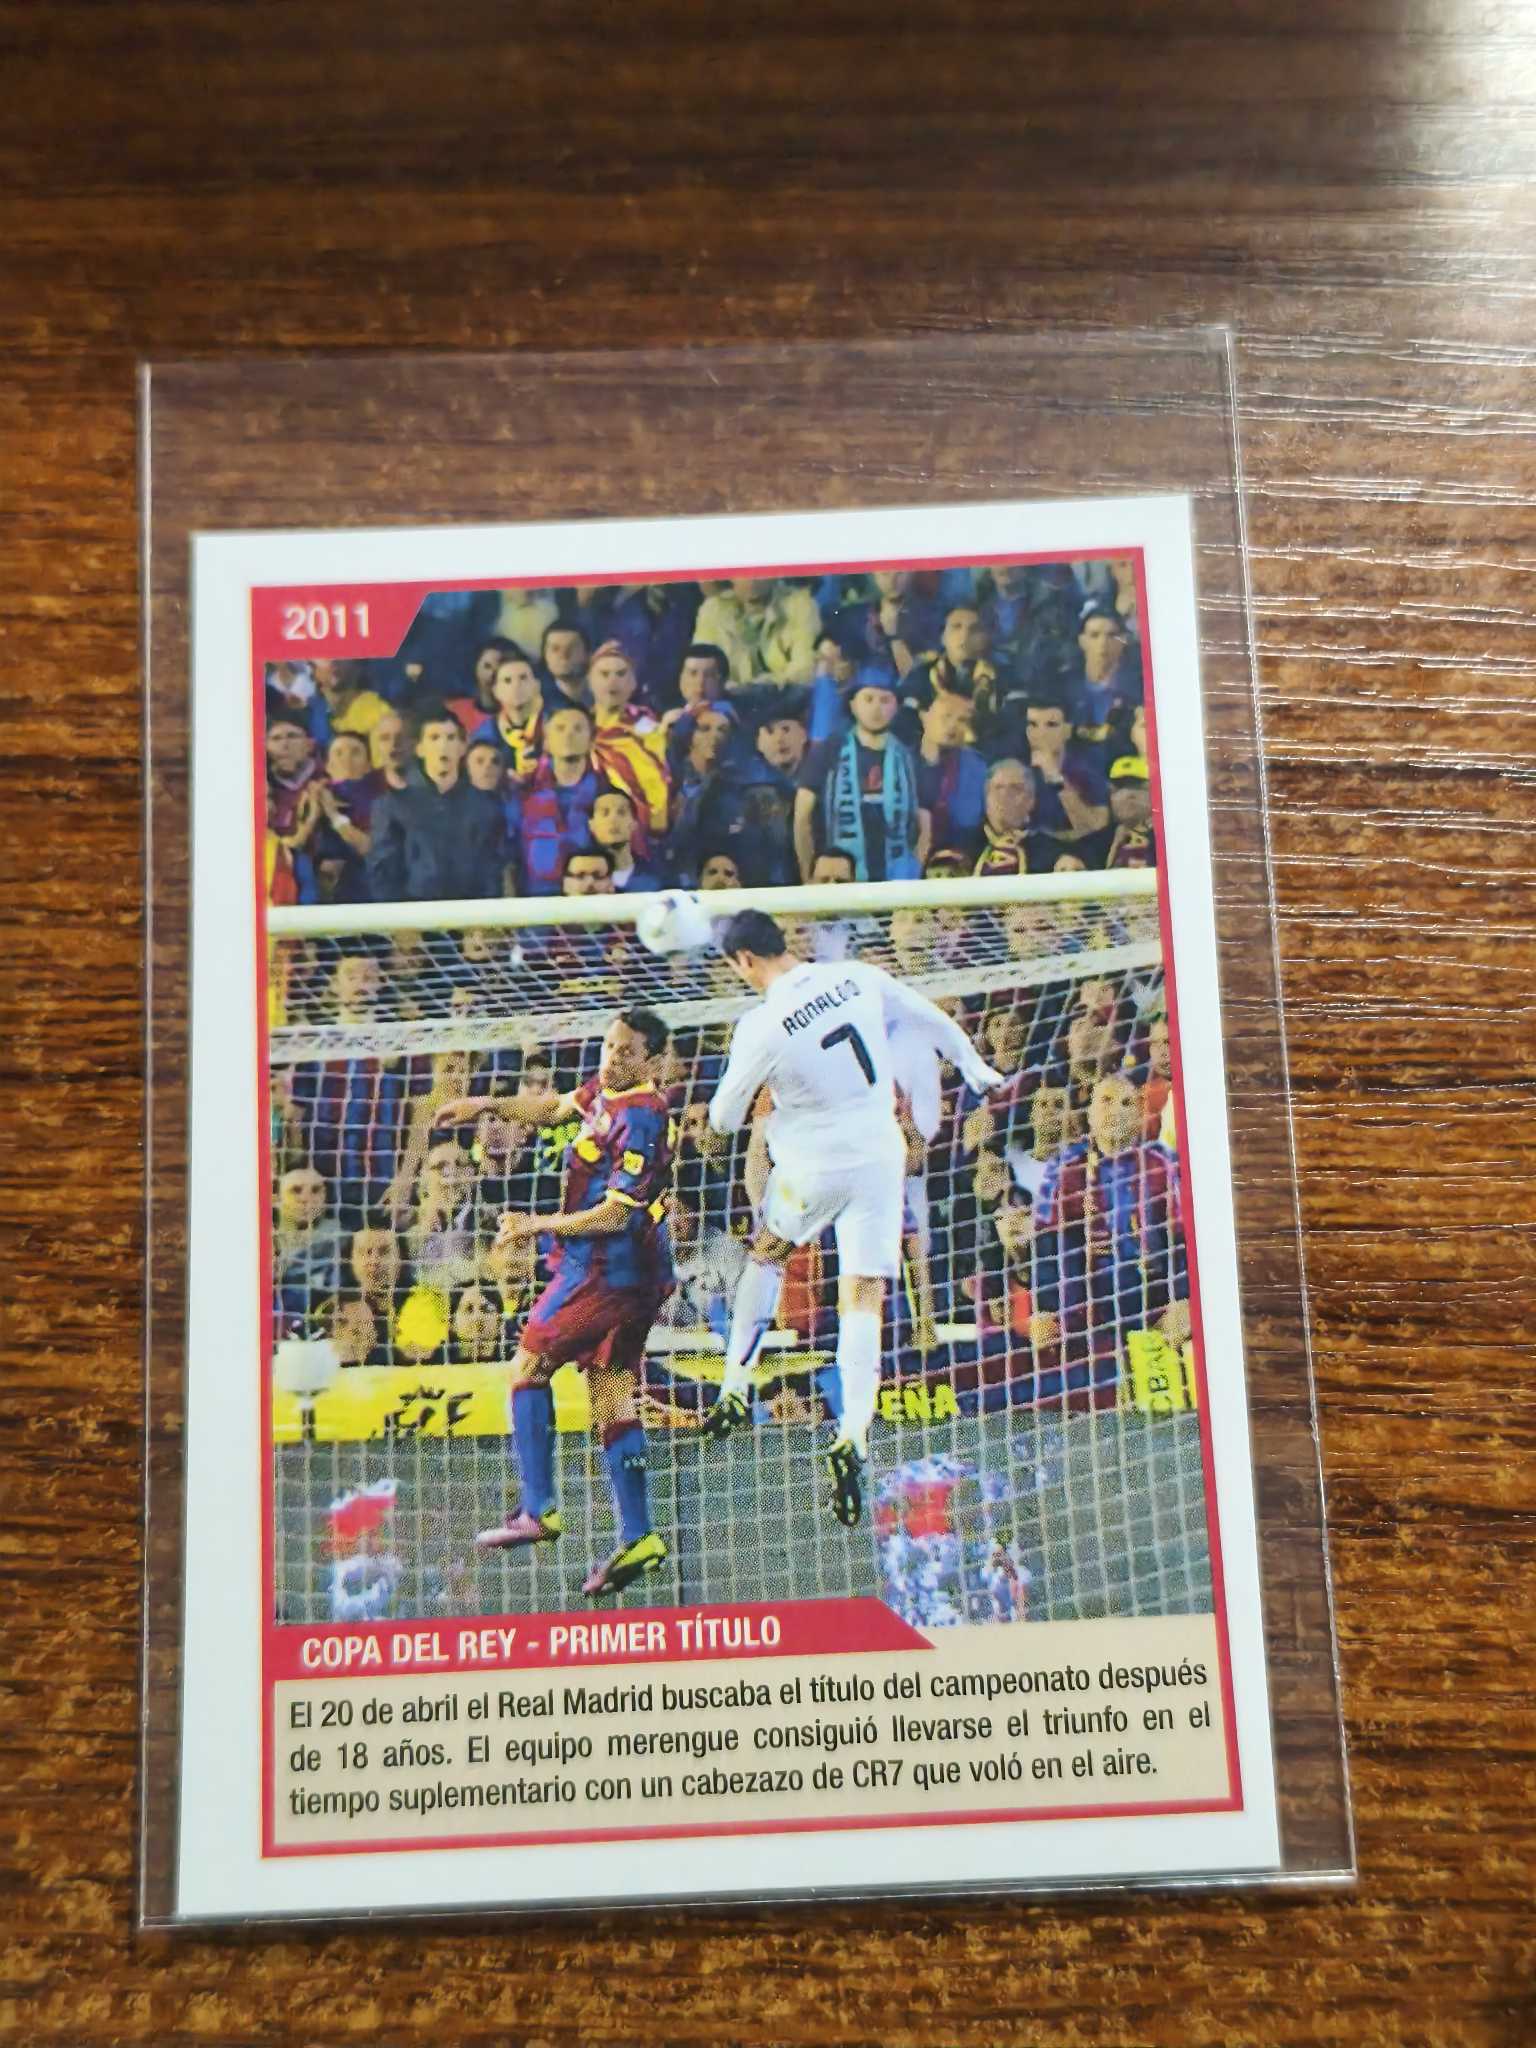 2011
FUTBOL
RONALDO
7
EÑA
COPA DEL REY - PRIMER TÍTULO
El 20 de abril el Real Madrid buscaba el título del campeonato después
de 18 años. El equipo merengue consiguió llevarse el triunfo en el
tiempo suplementario con un cabezazo de CR7 que voló en el aire.